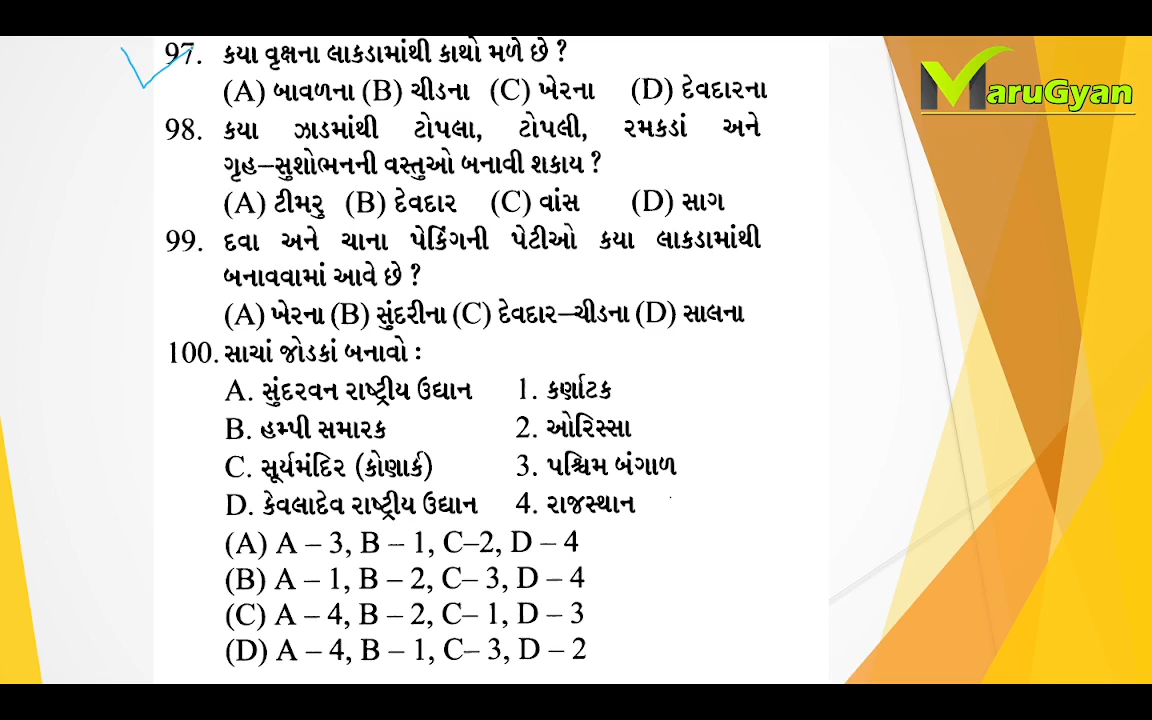 97. કયા વૃક્ષના લાકડામાંથી કાથો મળે છે ?
(A) બાવળના (B) ચીડના (C) ખેરના (D) દેવદારના
98. કયા ઝાડમાંથી ટોપલા, ટોપલી, રમકડાં અને
ગૃહ–સુશોભનની વસ્તુઓ બનાવી શકાય ?
(A) ટીમરુ (B) દેવદાર (C) વાંસ (D) સાગ
99. દવા અને ચાના પેકિંગની પેટીઓ કયા લાકડામાંથી
બનાવવામાં આવે છે ?
(A) ખેરના (B) સુંદરીના (C) દેવદાર–ચીડના (D) સાલના
100. સાચાં જોડકાં બનાવો :
A. સુંદરવન રાષ્ટ્રીય ઉદ્યાન 1. કર્ણાટક
B. હમ્પી સમારક 2. ઓરિસ્સા
C. સૂર્યમંદિર (કોણાર્ક) 3. પશ્ચિમ બંગાળ
D. કેવલાદેવ રાષ્ટ્રીય ઉદ્યાન 4. રાજસ્થાન
(A) A – 3, B – 1, C–2, D – 4
(B) A – 1, B – 2, C– 3, D – 4
(C) A – 4, B – 2, C– 1, D – 3
(D) A – 4, B – 1, C– 3, D – 2
MaruGyan